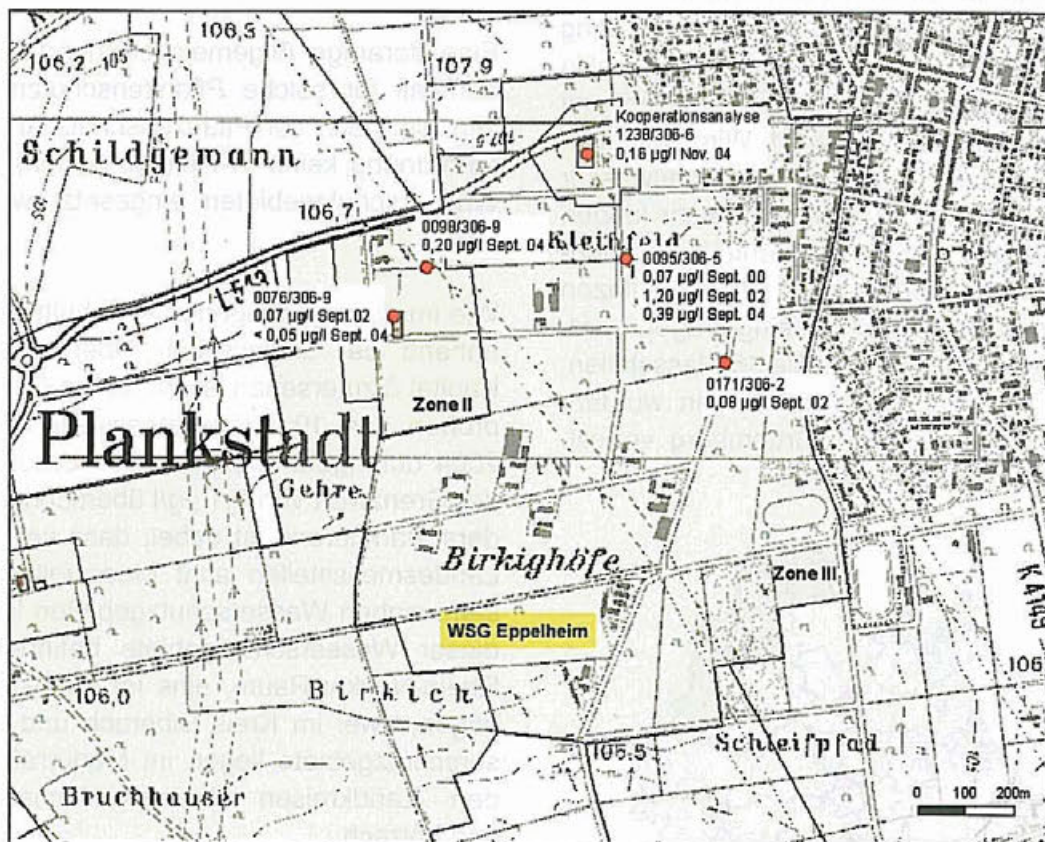 106,3
106,2
105
107,9
97,5
Kooperationsanalyse
1238/306-6
0,16 µg/l Nov. 04
Schildgemann
106,7
0098/306-9
0,20 µg/l Sept. 04
Kleinfeld
0095/306-5
0,07 µg/l Sept. 00
1,20 µg/l Sept. 02
0,39 µg/l Sept. 04
L 543
0076/306-9
0,07 µg/l Sept.02
< 0,05 µg/l Sept. 04
0171/306-2
0,08 µg/l Sept. 02
Zone II
Plankstadt
Gehre
P W
Birkighöfe
Zone III
WSG Eppelheim
106,0
Birkich
106,5
Schleifpfad
Bruchhauser
0 100 200m